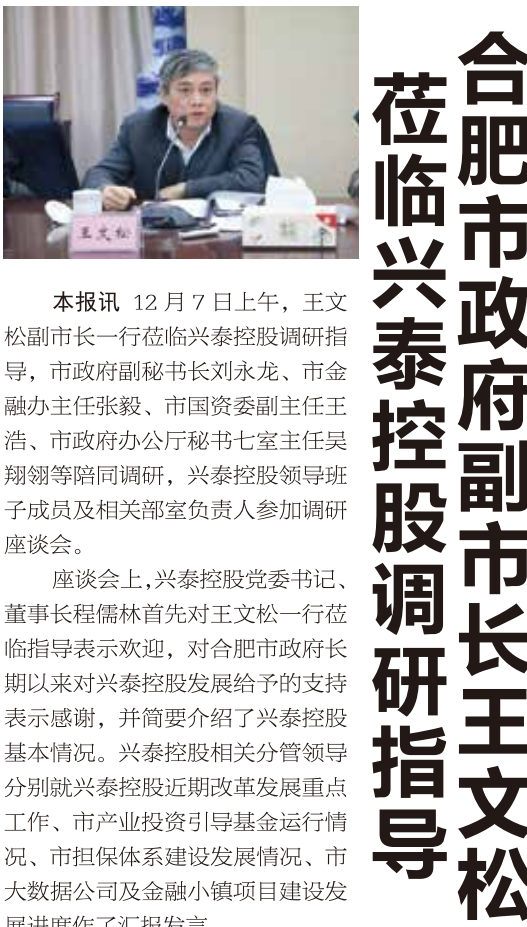 合肥市政府副市长王文松
莅临兴泰控股调研指导
王文松
本报讯 12月7日上午，王文
松副市长一行莅临兴泰控股调研指
导，市政府副秘书长刘永龙、市金
融办主任张毅、市国资委副主任王
浩、市政府办公厅秘书七室主任吴
翔翎等陪同调研，兴泰控股领导班
子成员及相关部室负责人参加调研
座谈会。
座谈会上，兴泰控股党委书记、
董事长程儒林首先对王文松一行莅
临指导表示欢迎，对合肥市政府长
期以来对兴泰控股发展给予的支持
表示感谢，并简要介绍了兴泰控股
基本情况。兴泰控股相关分管领导
分别就兴泰控股近期改革发展重点
工作、市产业投资引导基金运行情
况、市担保体系建设发展情况、市
大数据公司及金融小镇项目建设发
展进度作了汇报发言